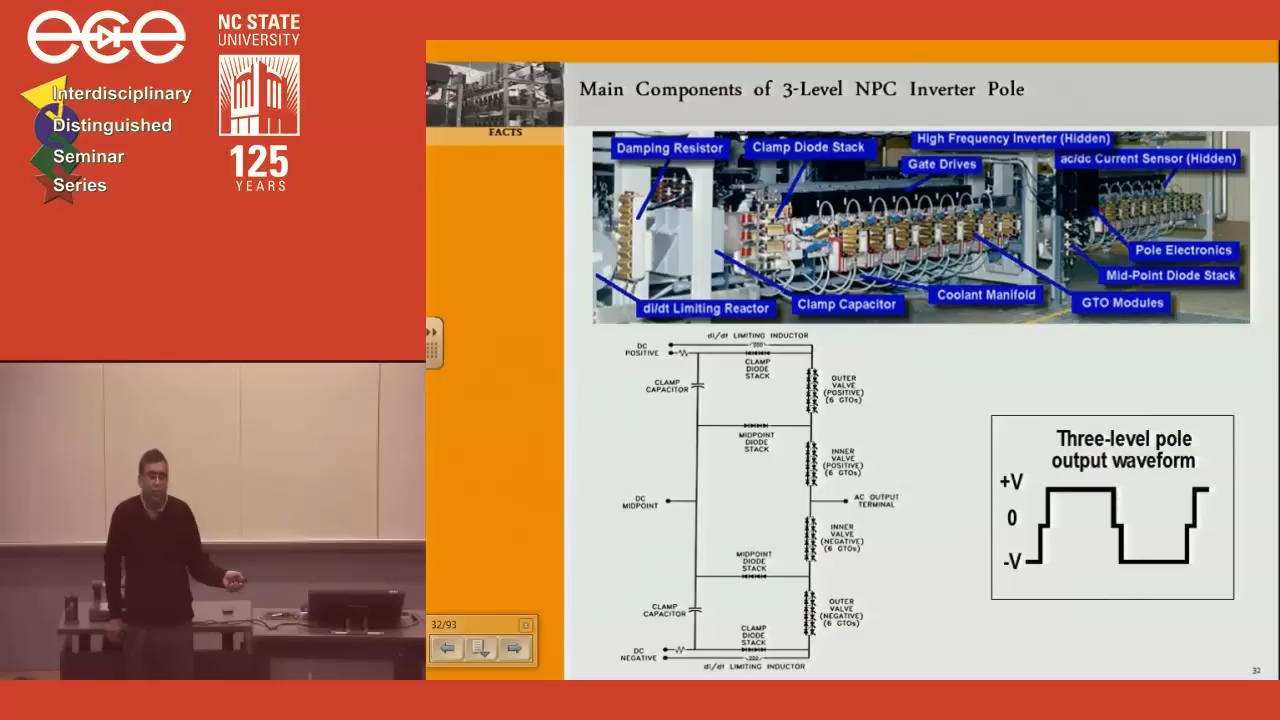 ece
NC STATE
UNIVERSITY
125
YEARS
Interdisciplinary
Distinguished
Seminar
Series
FACTS
Main Components of 3-Level NPC Inverter Pole
Damping Resistor
Clamp Diode Stack
High Frequency Inverter (Hidden)
Gate Drives
ac/dc Current Sensor (Hidden)
Pole Electronics
Mid-Point Diode Stack
GTO Modules
Coolant Manifold
Clamp Capacitor
di/dt Limiting Reactor
di/dt LIMITING INDUCTOR
DC
POSITIVE
CLAMP
DIODE
STACK
CLAMP
CAPACITOR
OUTER
VALVE
(POSITIVE)
(6 GTOs)
MIDPOINT
DIODE
STACK
INNER
VALVE
(POSITIVE)
(6 GTOs)
DC
MIDPOINT
AC OUTPUT
TERMINAL
INNER
VALVE
(NEGATIVE)
(6 GTOs)
MIDPOINT
DIODE
STACK
CLAMP
CAPACITOR
OUTER
VALVE
(NEGATIVE)
(6 GTOs)
CLAMP
DIODE
STACK
DC
NEGATIVE
di/dt LIMITING INDUCTOR
Three-level pole
output waveform
+V
0
-V
32/93
32